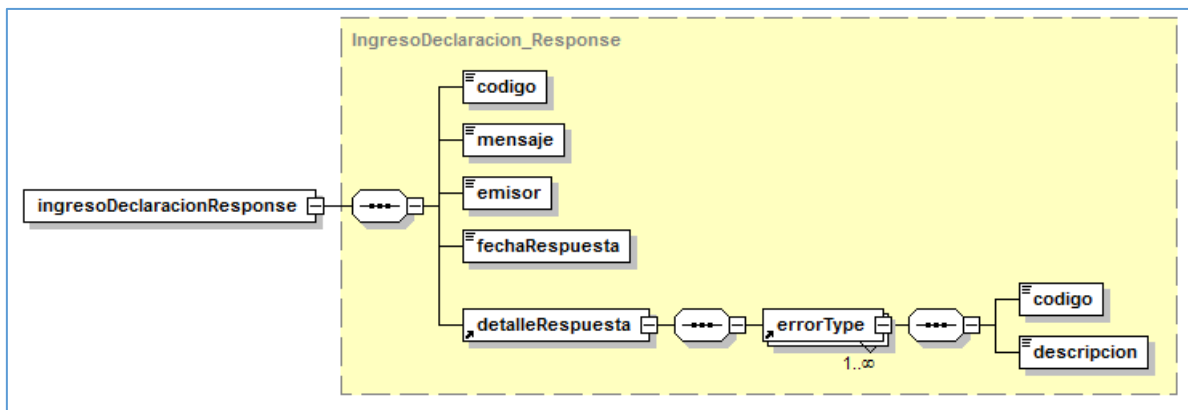 IngresoDeclaracion_Response
codigo
mensaje
emisor
ingresoDeclaracionResponse
fechaRespuesta
detalleRespuesta
errorType
1..∞
codigo
descripcion